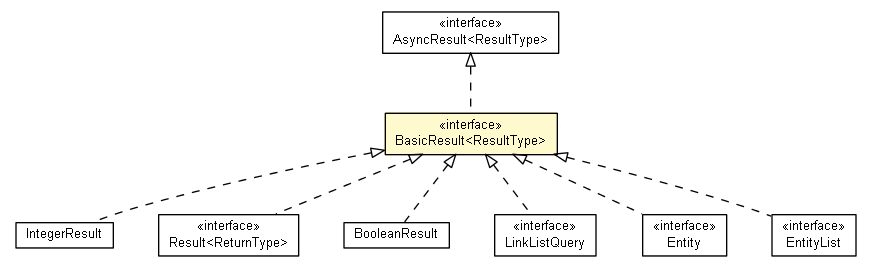 «interface»
AsyncResult<ResultType>
«interface»
BasicResult<ResultType>
IntegerResult
«interface»
Result<ReturnType>
BooleanResult
«interface»
LinkListQuery
«interface»
Entity
«interface»
EntityList